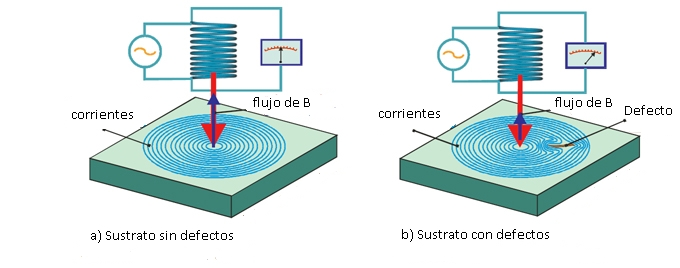 flujo de B
corrientes
a) Sustrato sin defectos
flujo de B
Defecto
corrientes
b) Sustrato con defectos